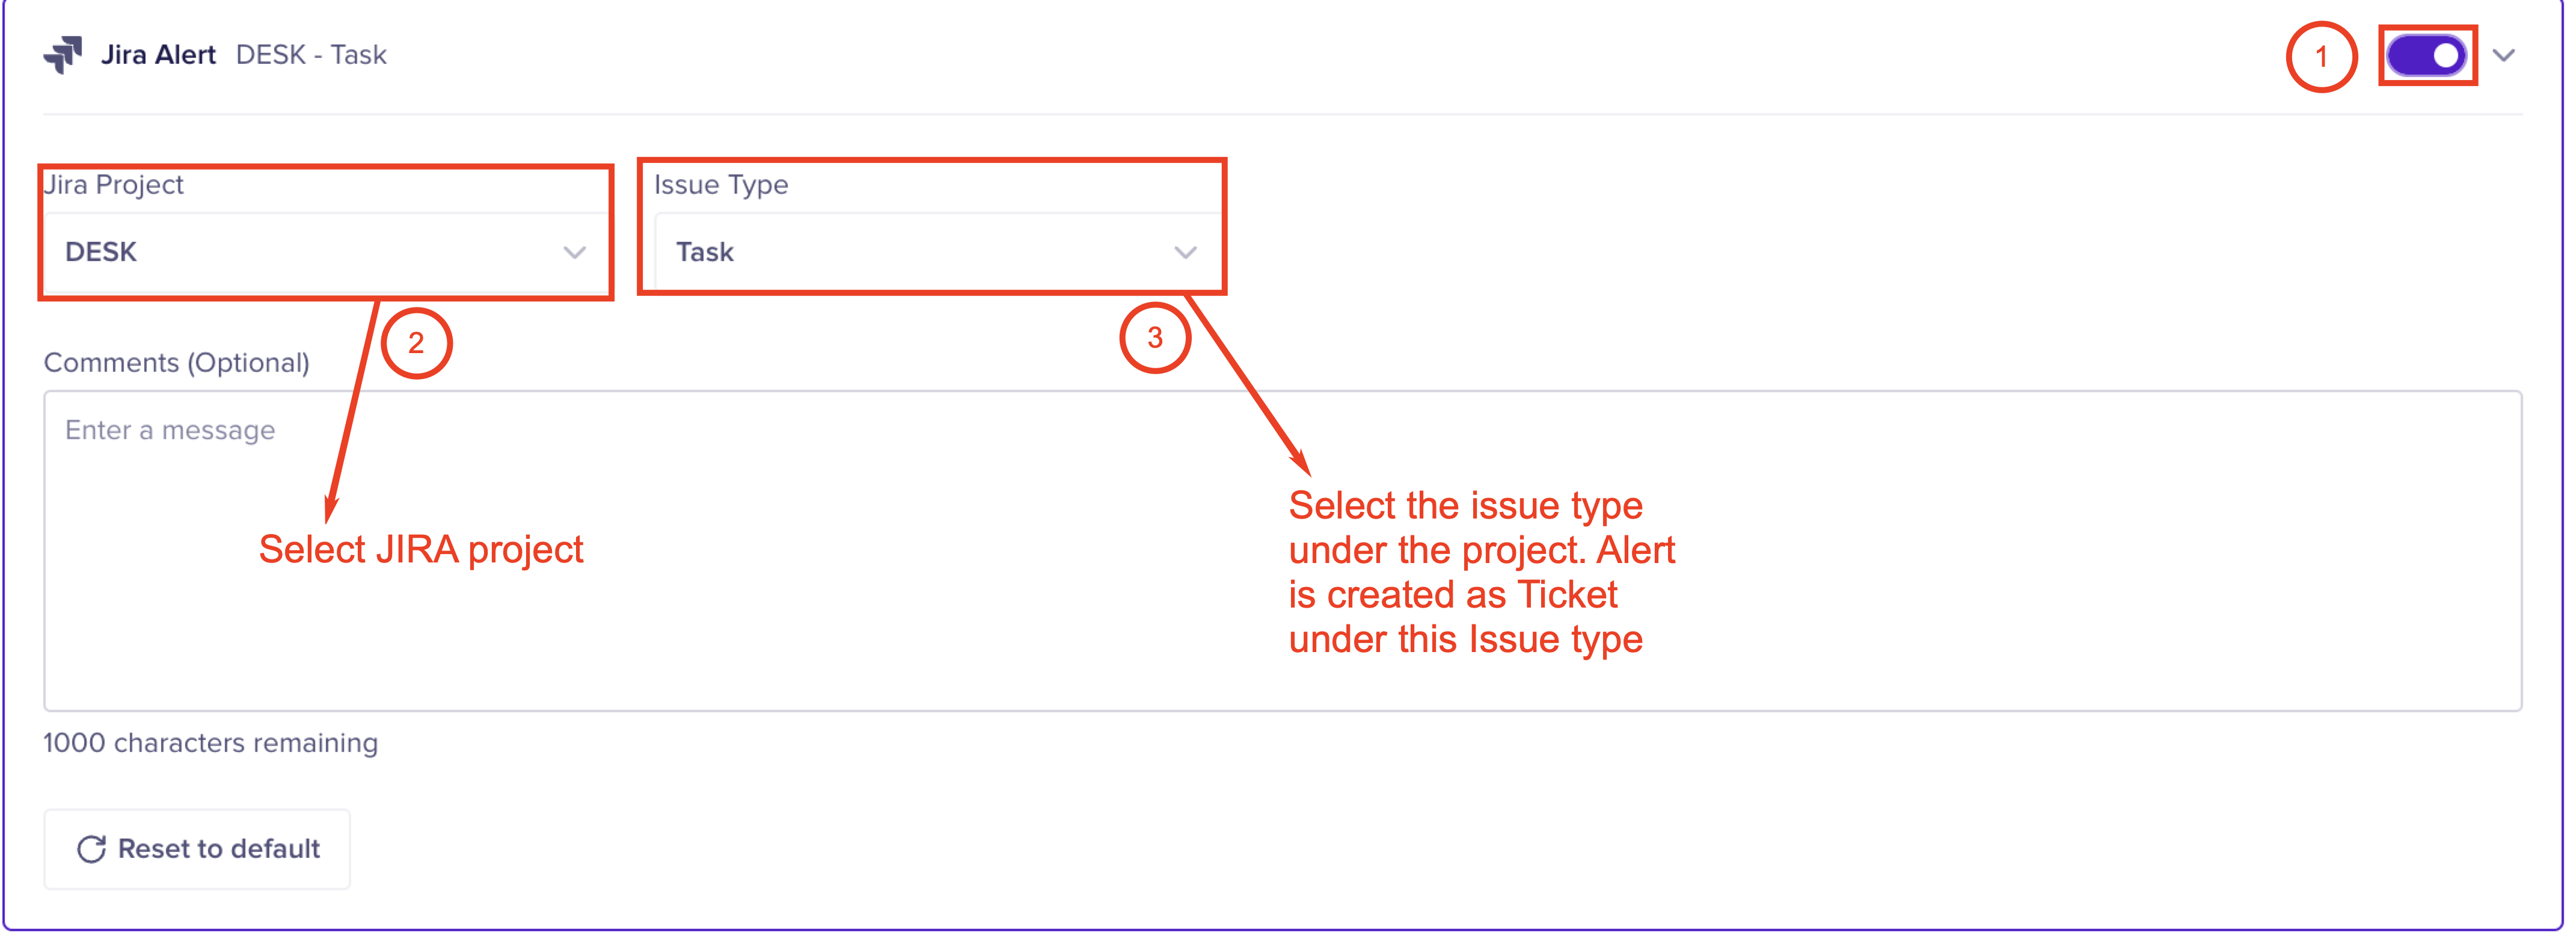 Jira Alert DESK - Task 1
Jira Project Issue Type
DESK Task
2 3
Comments (Optional)
Enter a message
Select JIRA project
Select the issue type
under the project. Alert
is created as Ticket
under this Issue type
1000 characters remaining
Reset to default